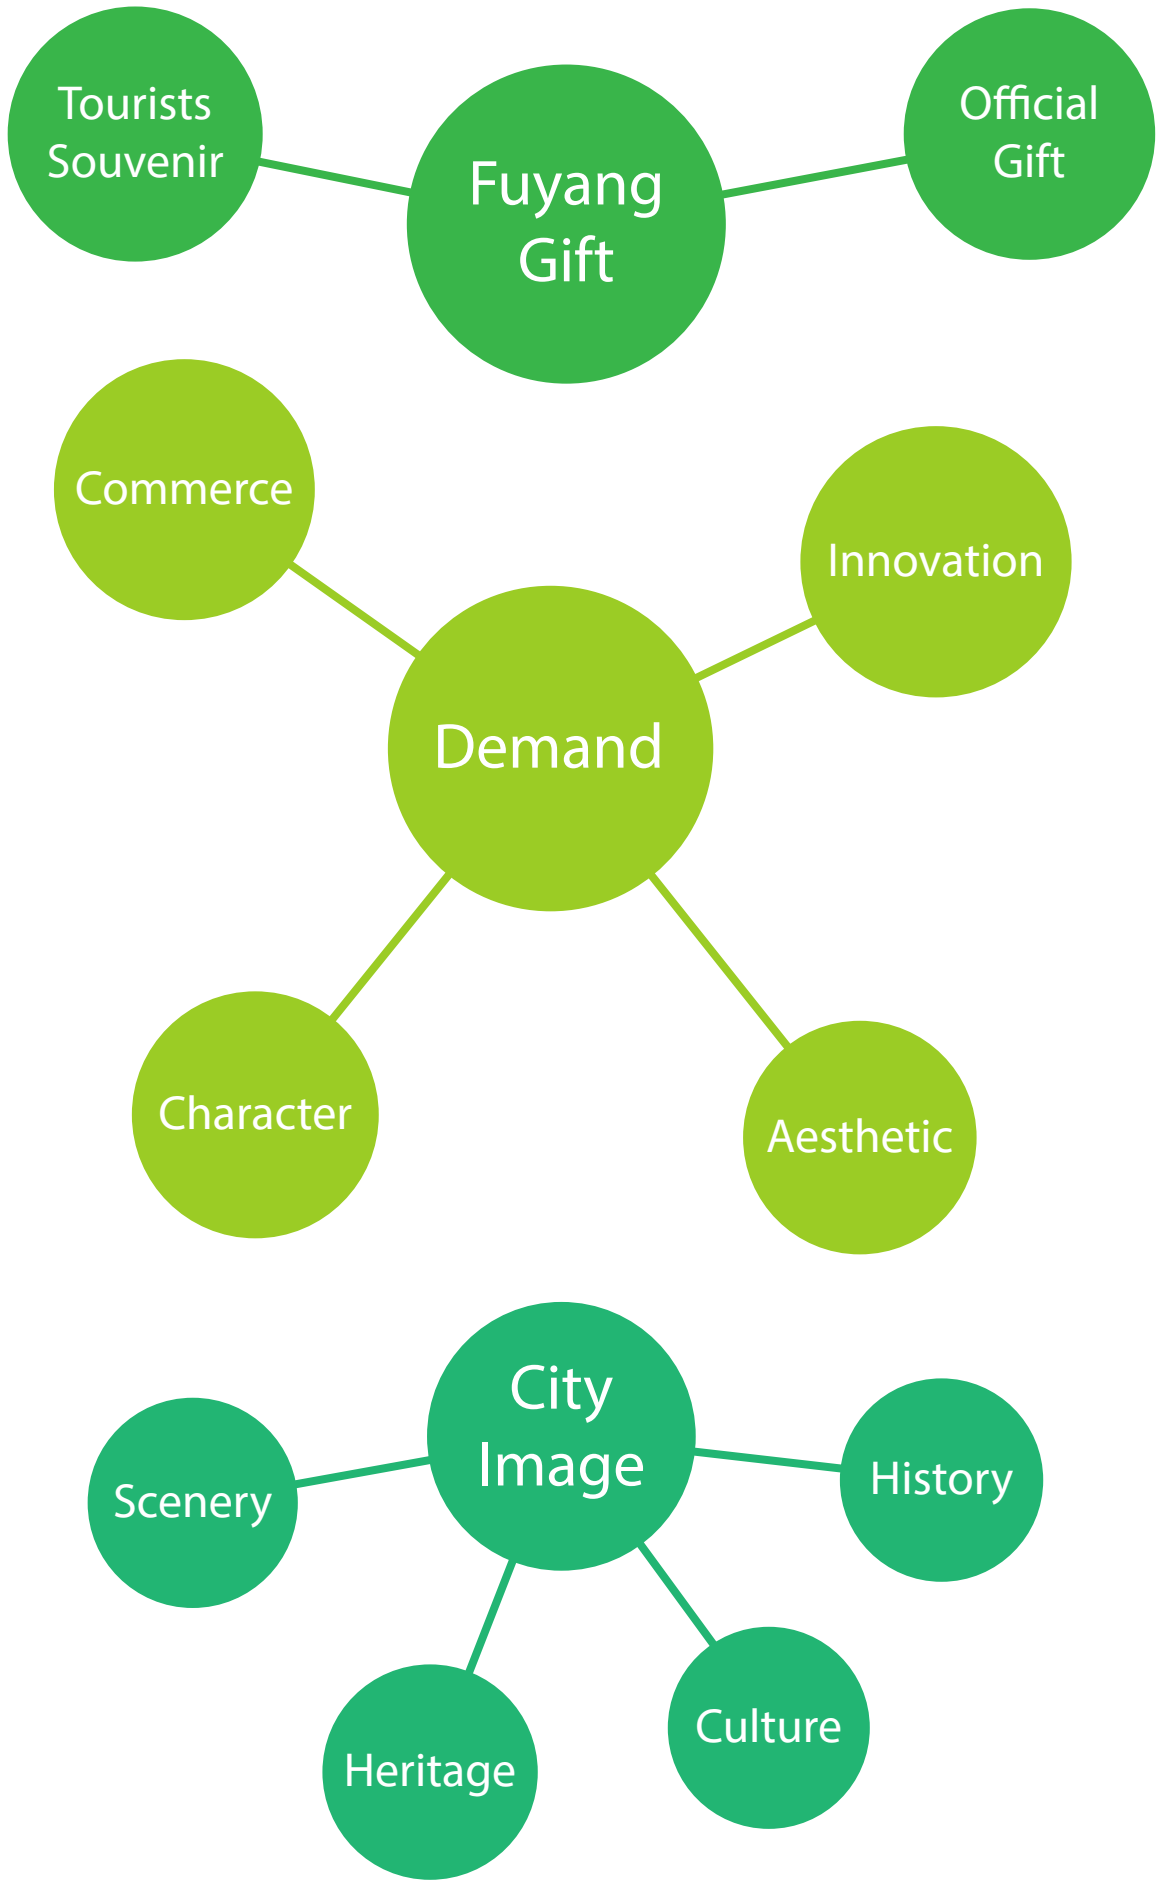 Tourists
Souvenir
Fuyang
Gift
Official
Gift
Commerce
Innovation
Demand
Character
Aesthetic
City
Image
Scenery
History
Heritage
Culture